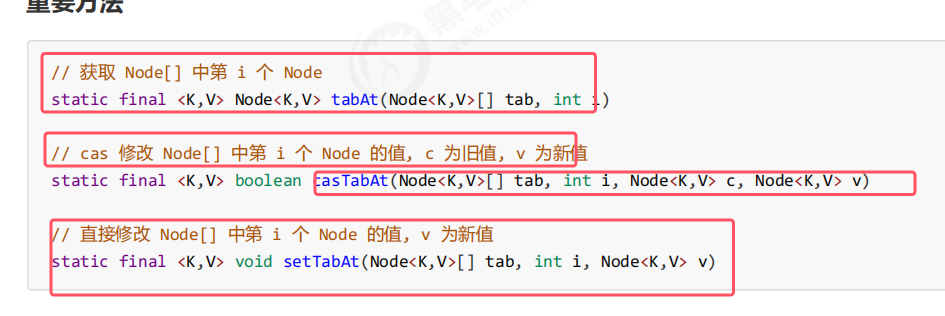 重要方法
// 获取 Node[] 中第 i 个 Node
static final <K,V> Node<K,V> tabAt(Node<K,V>[] tab, int i)
// cas 修改 Node[] 中第 i 个 Node 的值, c 为旧值, v 为新值
static final <K,V> boolean casTabAt(Node<K,V>[] tab, int i, Node<K,V> c, Node<K,V> v)
// 直接修改 Node[] 中第 i 个 Node 的值, v 为新值
static final <K,V> void setTabAt(Node<K,V>[] tab, int i, Node<K,V> v)